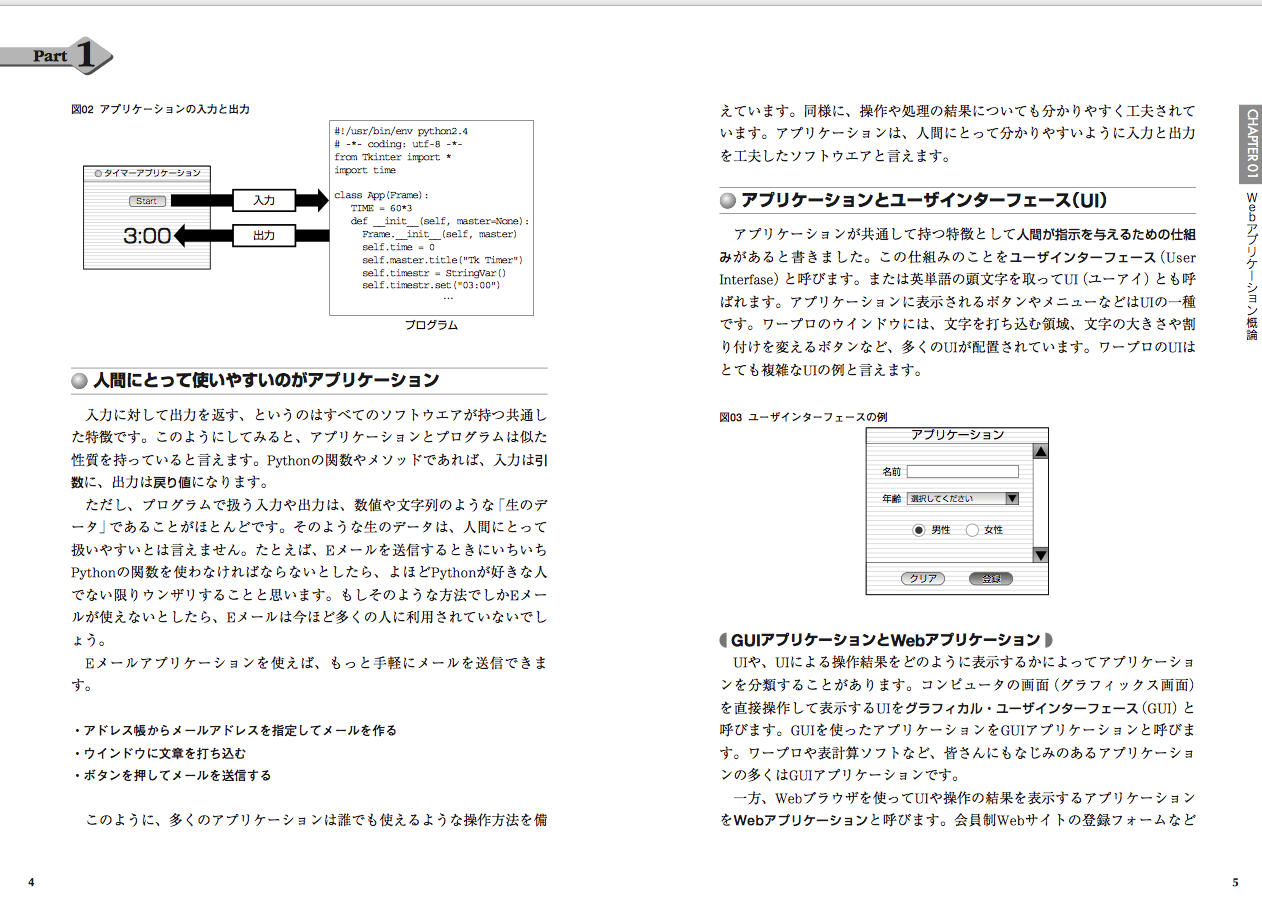 Part 1
図02 アプリケーションの入力と出力
タイマーアプリケーション
Start
3:00
入力
出力
#!/usr/bin/env python2.4
# -*- coding: utf-8 -*-
from Tkinter import *
import time
class App(Frame):
TIME = 60*3
def __init__(self, master=None):
Frame.__init__(self, master)
self.time = 0
self.master.title("Tk Timer")
self.timestr = StringVar()
self.timestr.set("03:00")
…
プログラム
人間にとって使いやすいのがアプリケーション
入力に対して出力を返す、というのはすべてのソフトウエアが持つ共通し
た特徴です。このようにしてみると、アプリケーションとプログラムは似た
性質を持っていると言えます。Pythonの関数やメソッドであれば、入力は引
数に、出力は戻り値になります。
ただし、プログラムで扱う入力や出力は、数値や文字列のような「生のデ
ータ」であることがほとんどです。そのような生のデータは、人間にとって
扱いやすいとは言えません。たとえば、Eメールを送信するときにいちいち
Pythonの関数を使わなければならないとしたら、よほどPythonが好きな人
でない限りウンザリすることと思います。もしそのような方法でしかEメー
ルが使えないとしたら、Eメールは今ほど多くの人に利用されていないでし
ょう。
Eメールアプリケーションを使えば、もっと手軽にメールを送信できま
す。
・アドレス帳からメールアドレスを指定してメールを作る
・ウインドウに文章を打ち込む
・ボタンを押してメールを送信する
このように、多くのアプリケーションは誰でも使えるような操作方法を備
4
えています。同様に、操作や処理の結果についても分かりやすく工夫されて
います。アプリケーションは、人間にとって分かりやすいように入力と出力
を工夫したソフトウエアと言えます。
アプリケーションとユーザインターフェース(UI)
アプリケーションが共通して持つ特徴として人間が指示を与えるための仕組
みがあると書きました。この仕組みのことをユーザインターフェース(User
Interfase)と呼びます。または英単語の頭文字を取ってUI(ユーアイ)とも呼
ばれます。アプリケーションに表示されるボタンやメニューなどはUIの一種
です。ワープロのウインドウには、文字を打ち込む領域、文字の大きさや割
り付けを変えるボタンなど、多くのUIが配置されています。ワープロのUIは
とても複雑なUIの例と言えます。
図03 ユーザインターフェースの例
アプリケーション
名前
年齢 選択してください
男性 女性
クリア 登録
GUIアプリケーションとWebアプリケーション
UIや、UIによる操作結果をどのように表示するかによってアプリケーショ
ンを分類することがあります。コンピュータの画面(グラフィックス画面)
を直接操作して表示するUIをグラフィカル・ユーザインターフェース(GUI)と
呼びます。GUIを使ったアプリケーションをGUIアプリケーションと呼びま
す。ワープロや表計算ソフトなど、皆さんにもなじみのあるアプリケーショ
ンの多くはGUIアプリケーションです。
一方、Webブラウザを使ってUIや操作の結果を表示するアプリケーション
をWebアプリケーションと呼びます。会員制Webサイトの登録フォームなど
CHAPTER 01
Webアプリケーション概論
5